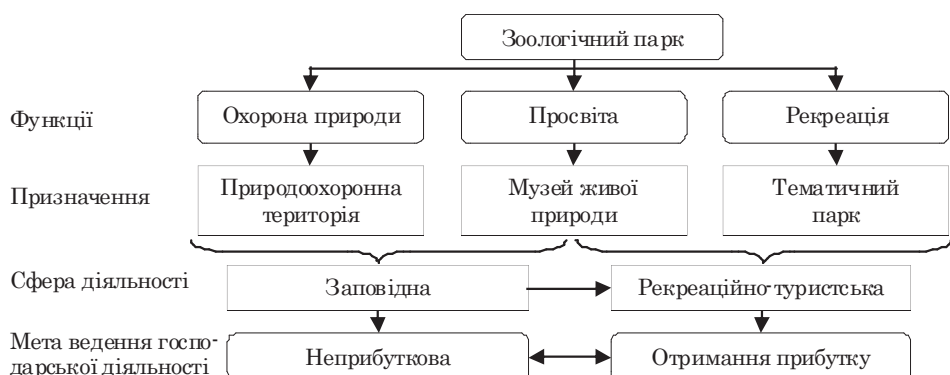 Зоологічний парк
Функції
Охорона природи
Просвіта
Рекреація
Призначення
Природоохоронна
територія
Музей живої
природи
Тематичний
парк
Сфера діяльності
Заповідна
Рекреаційно-туристська
Мета ведення госпо-
дарської діяльності
Неприбуткова
Отримання прибутку